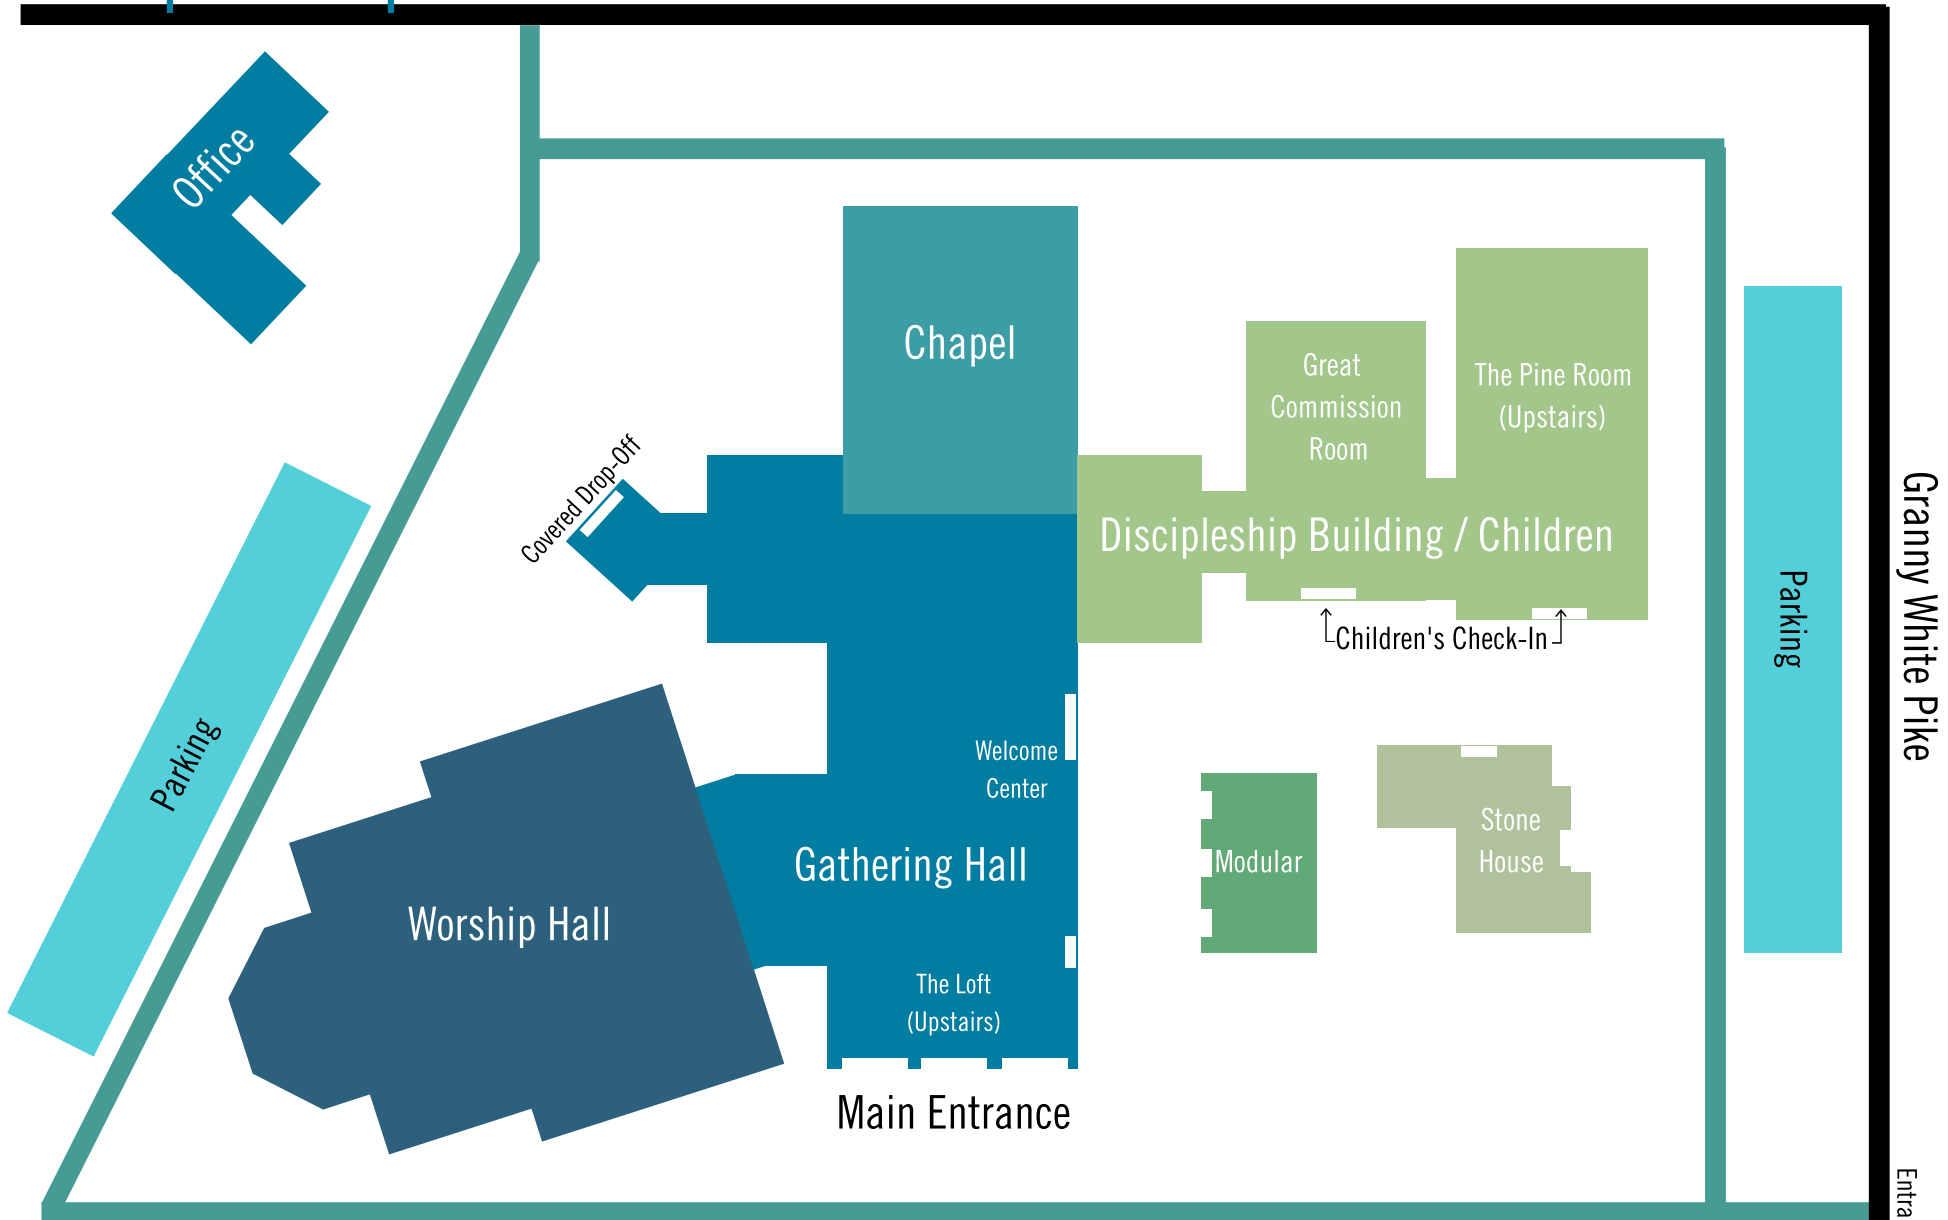 Office
Chapel
Great
Commission
Room
The Pine Room
(Upstairs)
Covered Drop-Off
Discipleship Building / Children
Children's Check-In
Granny White Pike
Parking
Parking
Welcome
Center
Stone
House
Modular
Gathering Hall
Worship Hall
The Loft
(Upstairs)
Main Entrance
Entra